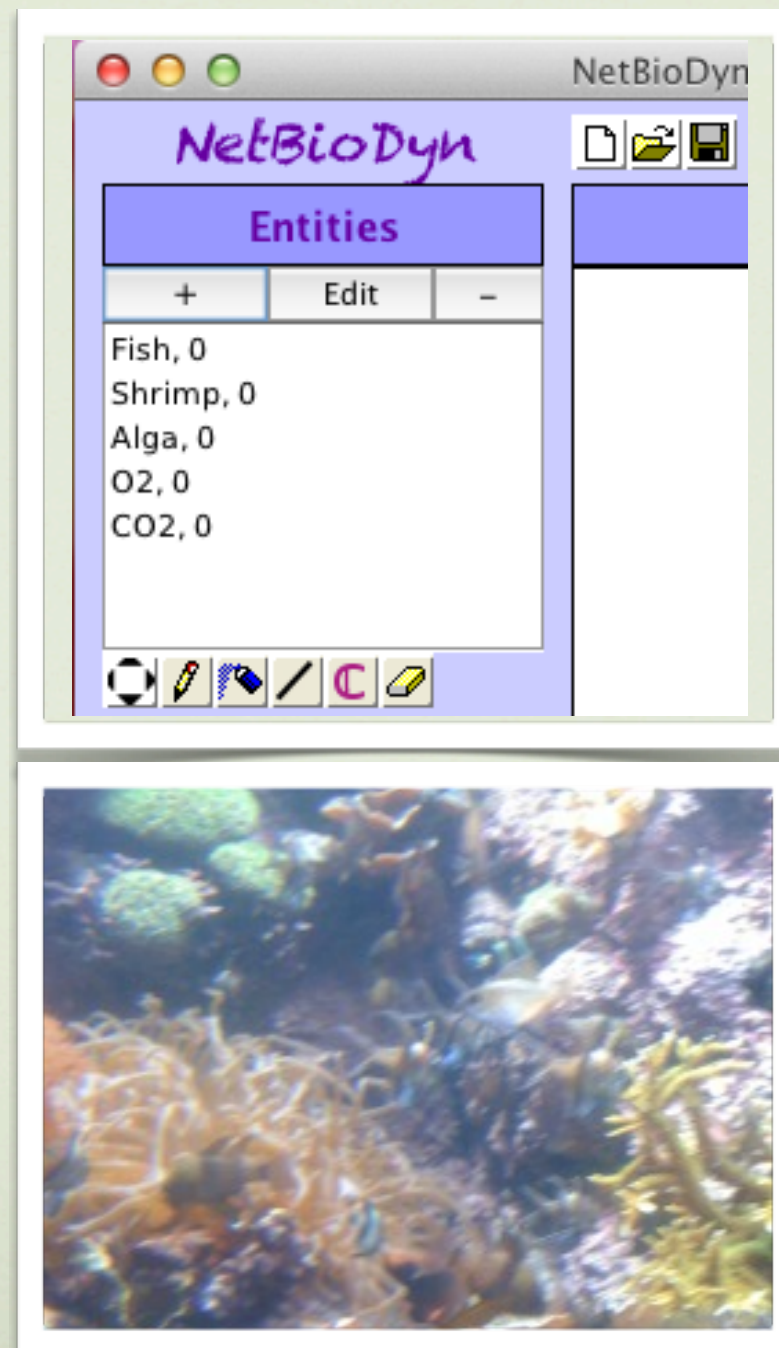 NetBioDyn
NetBioDyn
Entities
+ Edit –
Fish, 0
Shrimp, 0
Alga, 0
O2, 0
CO2, 0
C